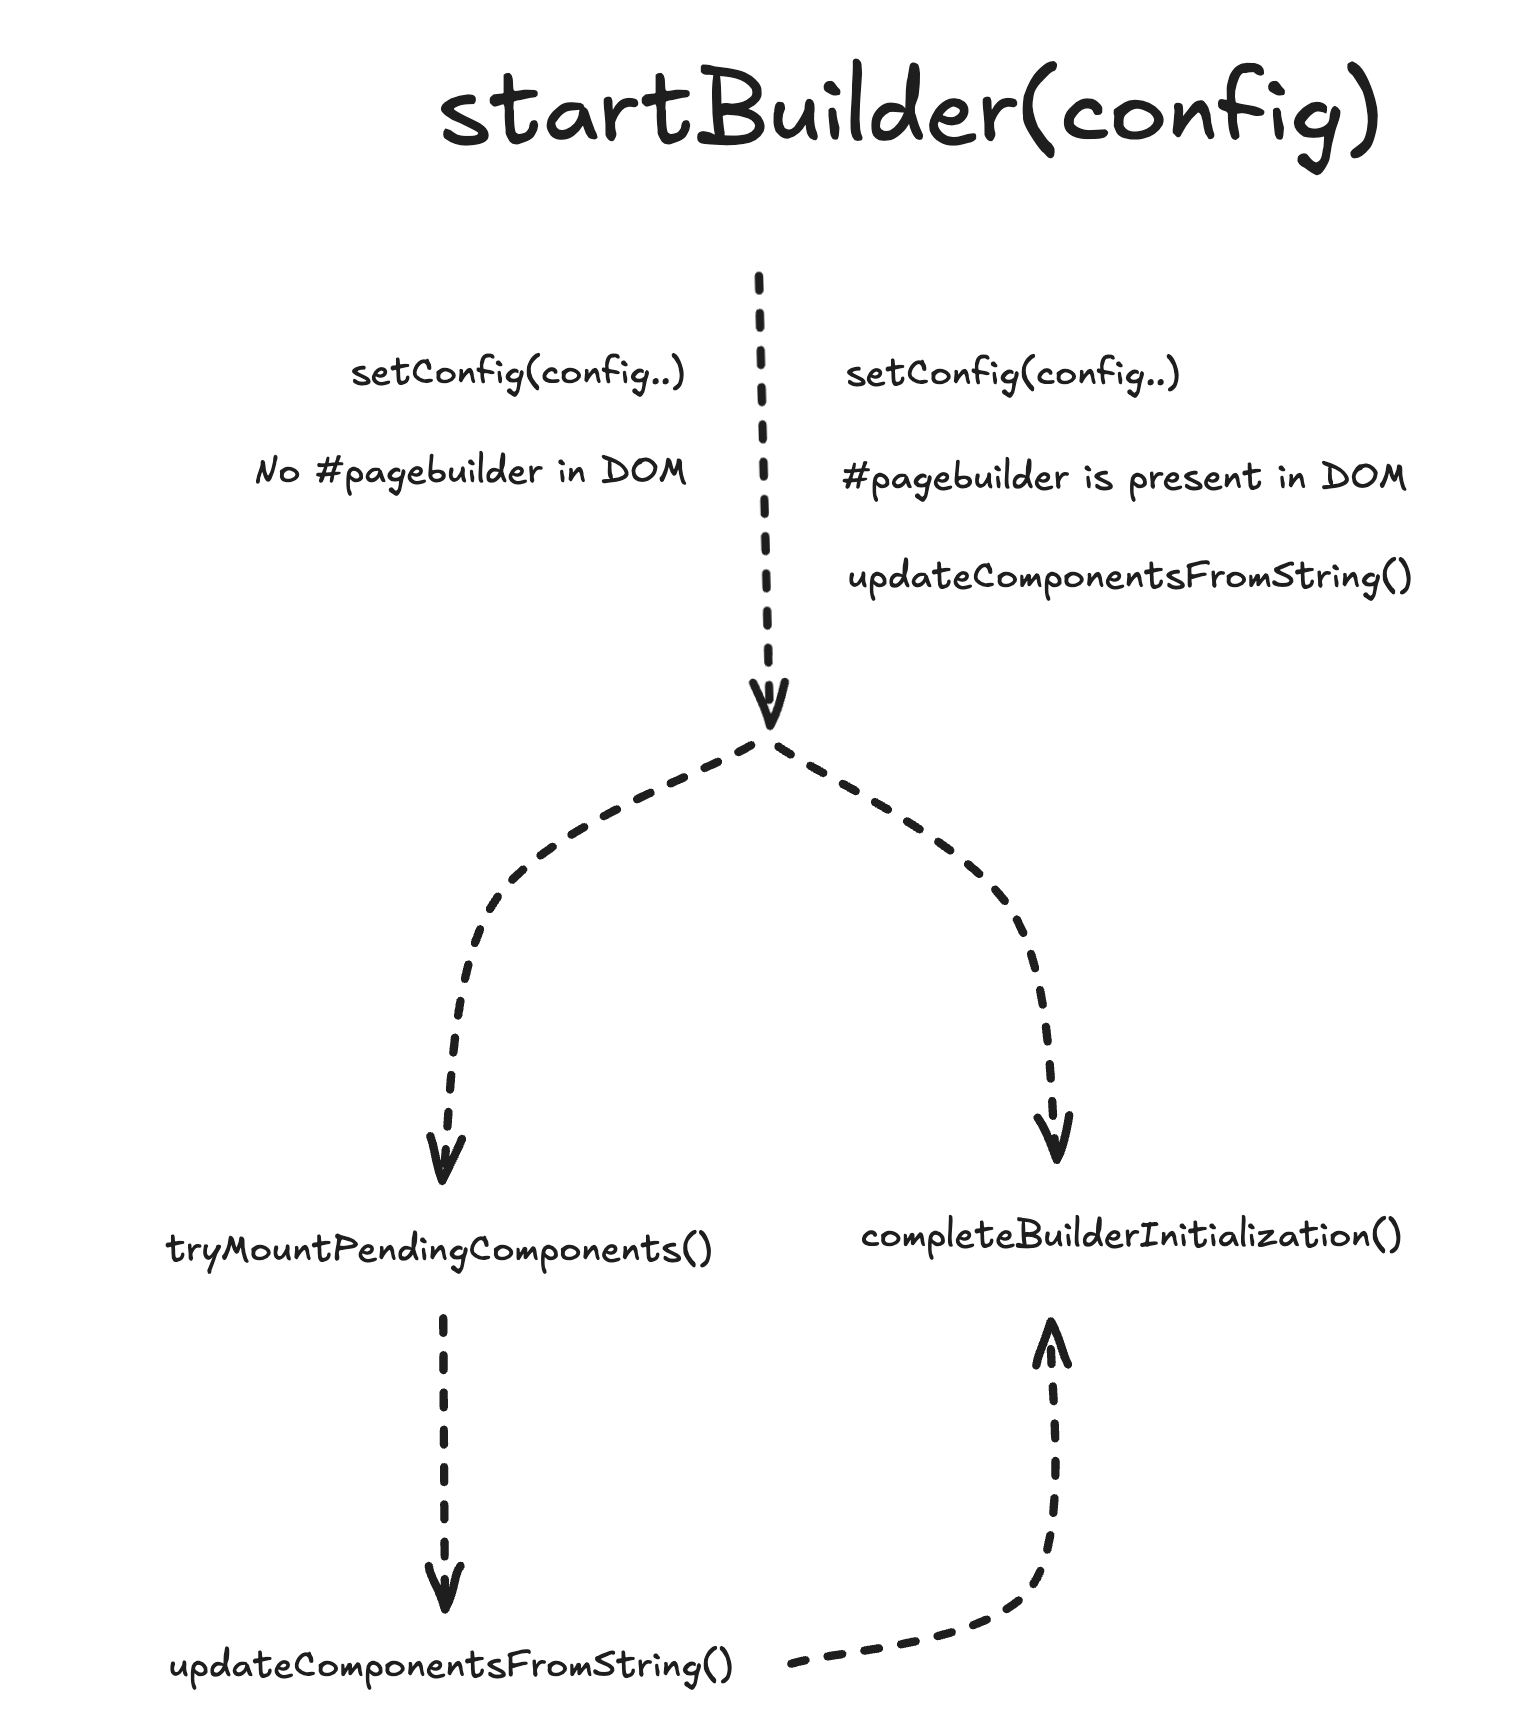 startBuilder(config)
setConfig(config..)
No #pagebuilder in DOM
setConfig(config..)
#pagebuilder is present in DOM
updateComponentsFromString()
tryMountPendingComponents()
completeBuilderInitialization()
updateComponentsFromString()